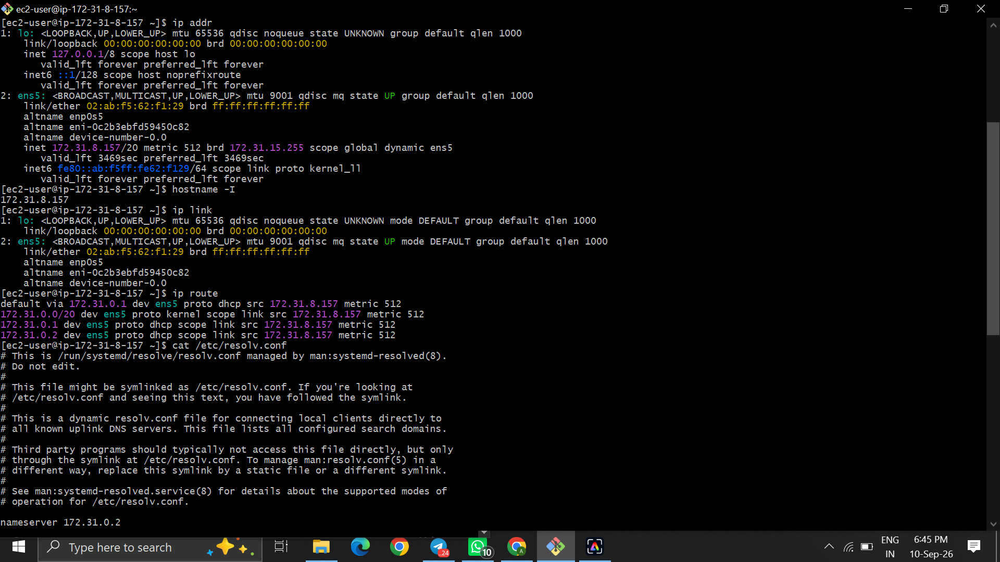 ec2-user@ip-172-31-8-157:~
[ec2-user@ip-172-31-8-157 ~]$ ip addr
1: lo: <LOOPBACK,UP,LOWER_UP> mtu 65536 qdisc noqueue state UNKNOWN group default qlen 1000
    link/loopback 00:00:00:00:00:00 brd 00:00:00:00:00:00
    inet 127.0.0.1/8 scope host lo
       valid_lft forever preferred_lft forever
    inet6 ::1/128 scope host noprefixroute
       valid_lft forever preferred_lft forever
2: ens5: <BROADCAST,MULTICAST,UP,LOWER_UP> mtu 9001 qdisc mq state UP group default qlen 1000
    link/ether 02:ab:f5:62:f1:29 brd ff:ff:ff:ff:ff:ff
    altname enp0s5
    altname eni-0c2b3ebfd59450c82
    altname device-number-0.0
    inet 172.31.8.157/20 metric 512 brd 172.31.15.255 scope global dynamic ens5
       valid_lft 3469sec preferred_lft 3469sec
    inet6 fe80::ab:f5ff:fe62:f129/64 scope link proto kernel_ll
       valid_lft forever preferred_lft forever
[ec2-user@ip-172-31-8-157 ~]$ hostname -I
172.31.8.157
[ec2-user@ip-172-31-8-157 ~]$ ip link
1: lo: <LOOPBACK,UP,LOWER_UP> mtu 65536 qdisc noqueue state UNKNOWN mode DEFAULT group default qlen 1000
    link/loopback 00:00:00:00:00:00 brd 00:00:00:00:00:00
2: ens5: <BROADCAST,MULTICAST,UP,LOWER_UP> mtu 9001 qdisc mq state UP mode DEFAULT group default qlen 1000
    link/ether 02:ab:f5:62:f1:29 brd ff:ff:ff:ff:ff:ff
    altname enp0s5
    altname eni-0c2b3ebfd59450c82
    altname device-number-0.0
[ec2-user@ip-172-31-8-157 ~]$ ip route
default via 172.31.0.1 dev ens5 proto dhcp src 172.31.8.157 metric 512
172.31.0.0/20 dev ens5 proto kernel scope link src 172.31.8.157 metric 512
172.31.0.1 dev ens5 proto dhcp scope link src 172.31.8.157 metric 512
172.31.0.2 dev ens5 proto dhcp scope link src 172.31.8.157 metric 512
[ec2-user@ip-172-31-8-157 ~]$ cat /etc/resolv.conf
# This is /run/systemd/resolve/resolv.conf managed by man:systemd-resolved(8).
# Do not edit.
#
# This file might be symlinked as /etc/resolv.conf. If you're looking at
# /etc/resolv.conf and seeing this text, you have followed the symlink.
#
# This is a dynamic resolv.conf file for connecting local clients directly to
# all known uplink DNS servers. This file lists all configured search domains.
#
# Third party programs should typically not access this file directly, but only
# through the symlink at /etc/resolv.conf. To manage man:resolv.conf(5) in a
# different way, replace this symlink by a static file or a different symlink.
#
# See man:systemd-resolved.service(8) for details about the supported modes of
# operation for /etc/resolv.conf.

nameserver 172.31.0.2
Type here to search
..24
10
A
ENG
IN
6:45 PM
10-Sep-26